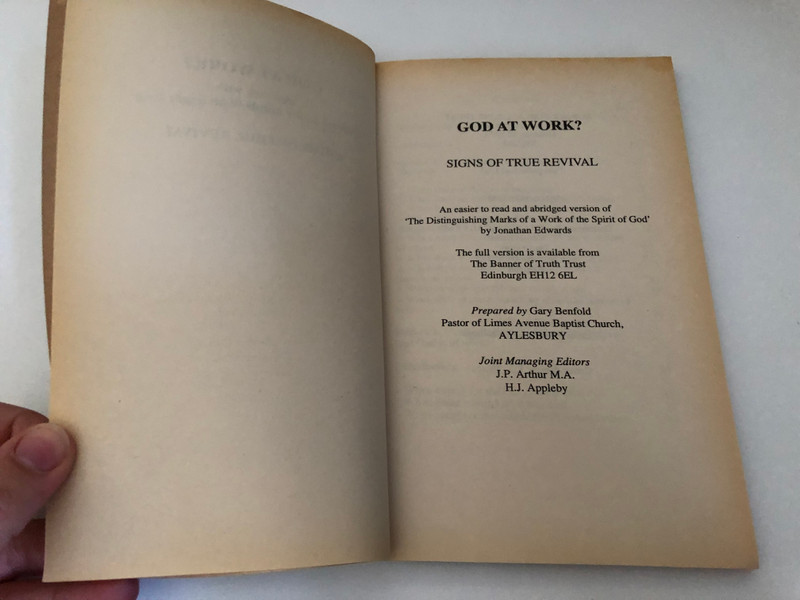 GOD AT WORK?
SIGNS OF TRUE REVIVAL
An easier to read and abridged version of
'The Distinguishing Marks of a Work of the Spirit of God'
by Jonathan Edwards
The full version is available from
The Banner of Truth Trust
Edinburgh EH12 6EL
Prepared by Gary Benfold
Pastor of Limes Avenue Baptist Church,
AYLESBURY
Joint Managing Editors
J.P. Arthur M.A.
H.J. Appleby